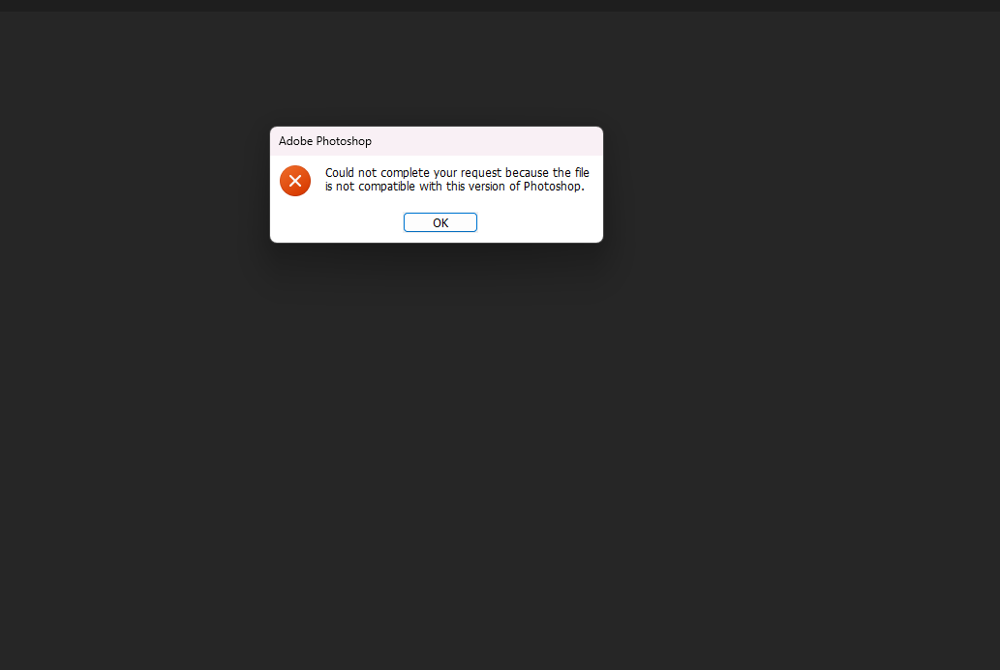 Adobe Photoshop
Could not complete your request because the file
is not compatible with this version of Photoshop.
OK